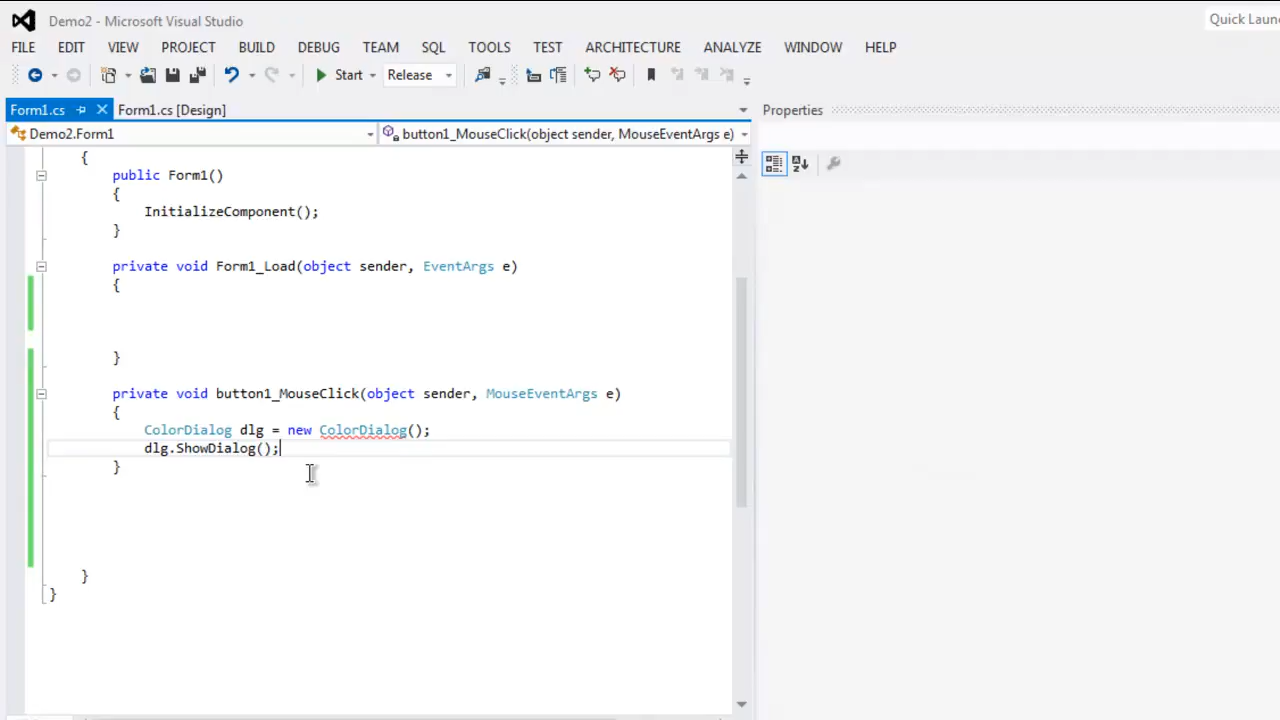 Demo2 - Microsoft Visual Studio
Quick Laun
FILE EDIT VIEW PROJECT BUILD DEBUG TEAM SQL TOOLS TEST ARCHITECTURE ANALYZE WINDOW HELP
Start Release
Form1.cs Form1.cs [Design] Properties
Demo2.Form1 button1_MouseClick(object sender, MouseEventArgs e)
{
public Form1()
{
InitializeComponent();
}
private void Form1_Load(object sender, EventArgs e)
{
}
private void button1_MouseClick(object sender, MouseEventArgs e)
{
ColorDialog dlg = new ColorDialog();
dlg.ShowDialog();
}
}
}